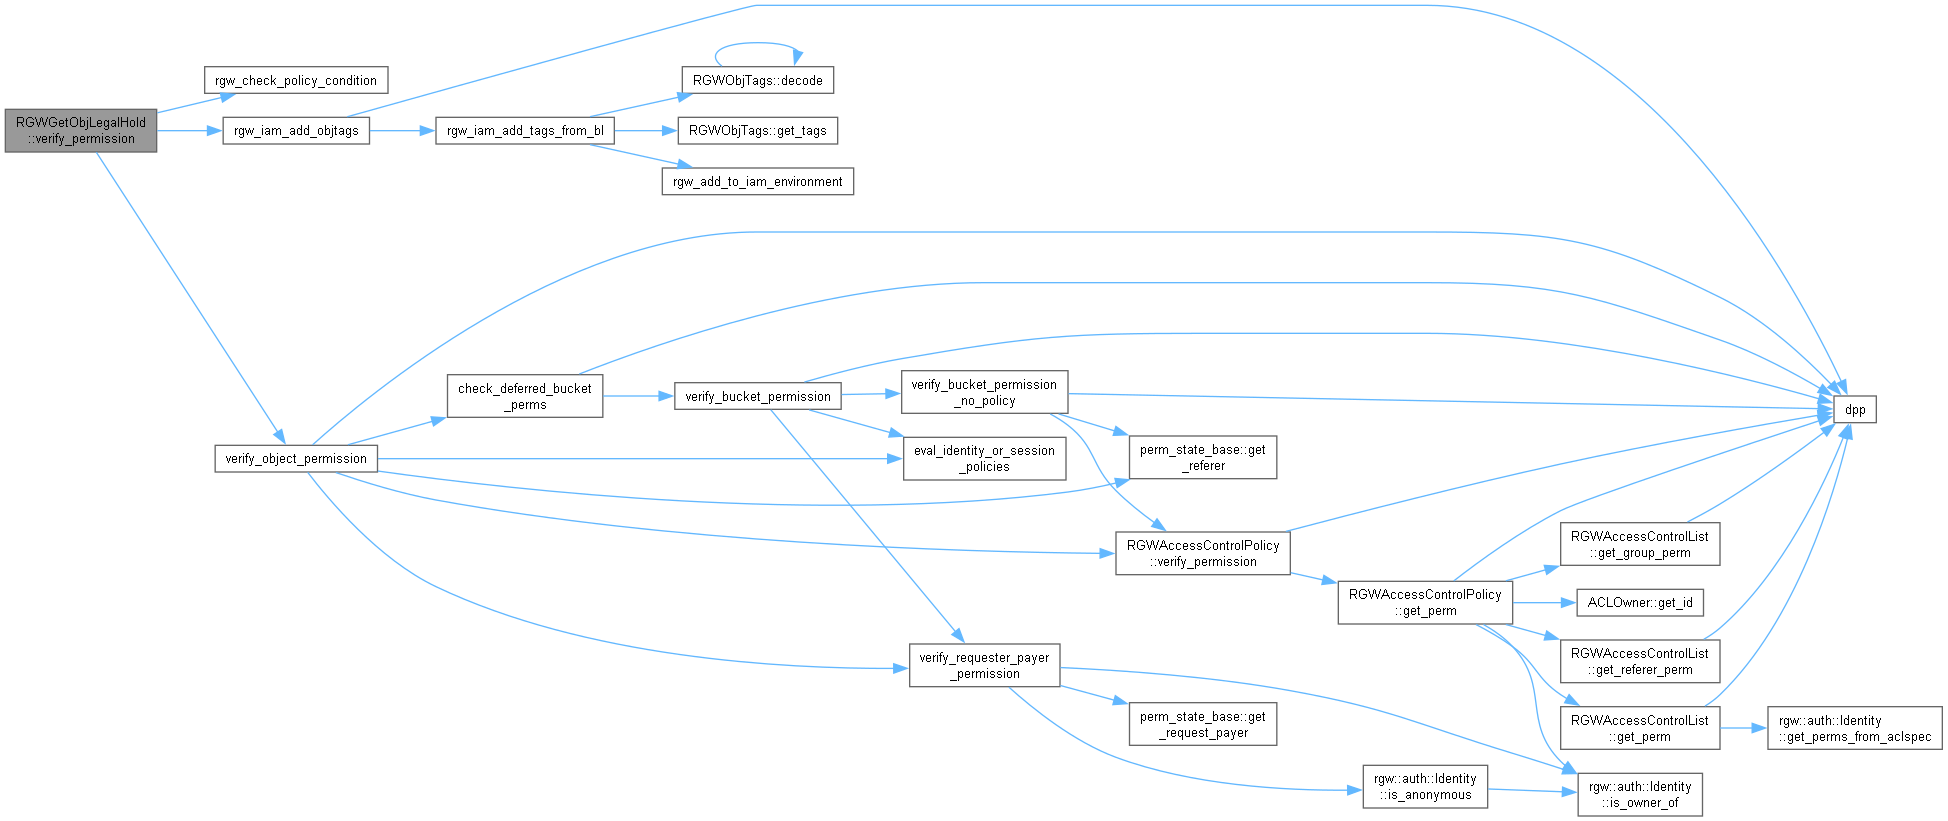 RGWGetObjLegalHold
::verify_permission
rgw_check_policy_condition
rgw_iam_add_objtags
rgw_iam_add_tags_from_bl
RGWObjTags::decode
RGWObjTags::get_tags
rgw_add_to_iam_environment
verify_object_permission
check_deferred_bucket
_perms
verify_bucket_permission
verify_bucket_permission
_no_policy
eval_identity_or_session
_policies
perm_state_base::get
_referer
RGWAccessControlPolicy
::verify_permission
RGWAccessControlPolicy
::get_perm
RGWAccessControlList
::get_group_perm
ACLOwner::get_id
RGWAccessControlList
::get_referer_perm
RGWAccessControlList
::get_perm
rgw::auth::Identity
::get_perms_from_aclspec
dpp
verify_requester_payer
_permission
perm_state_base::get
_request_payer
rgw::auth::Identity
::is_anonymous
rgw::auth::Identity
::is_owner_of